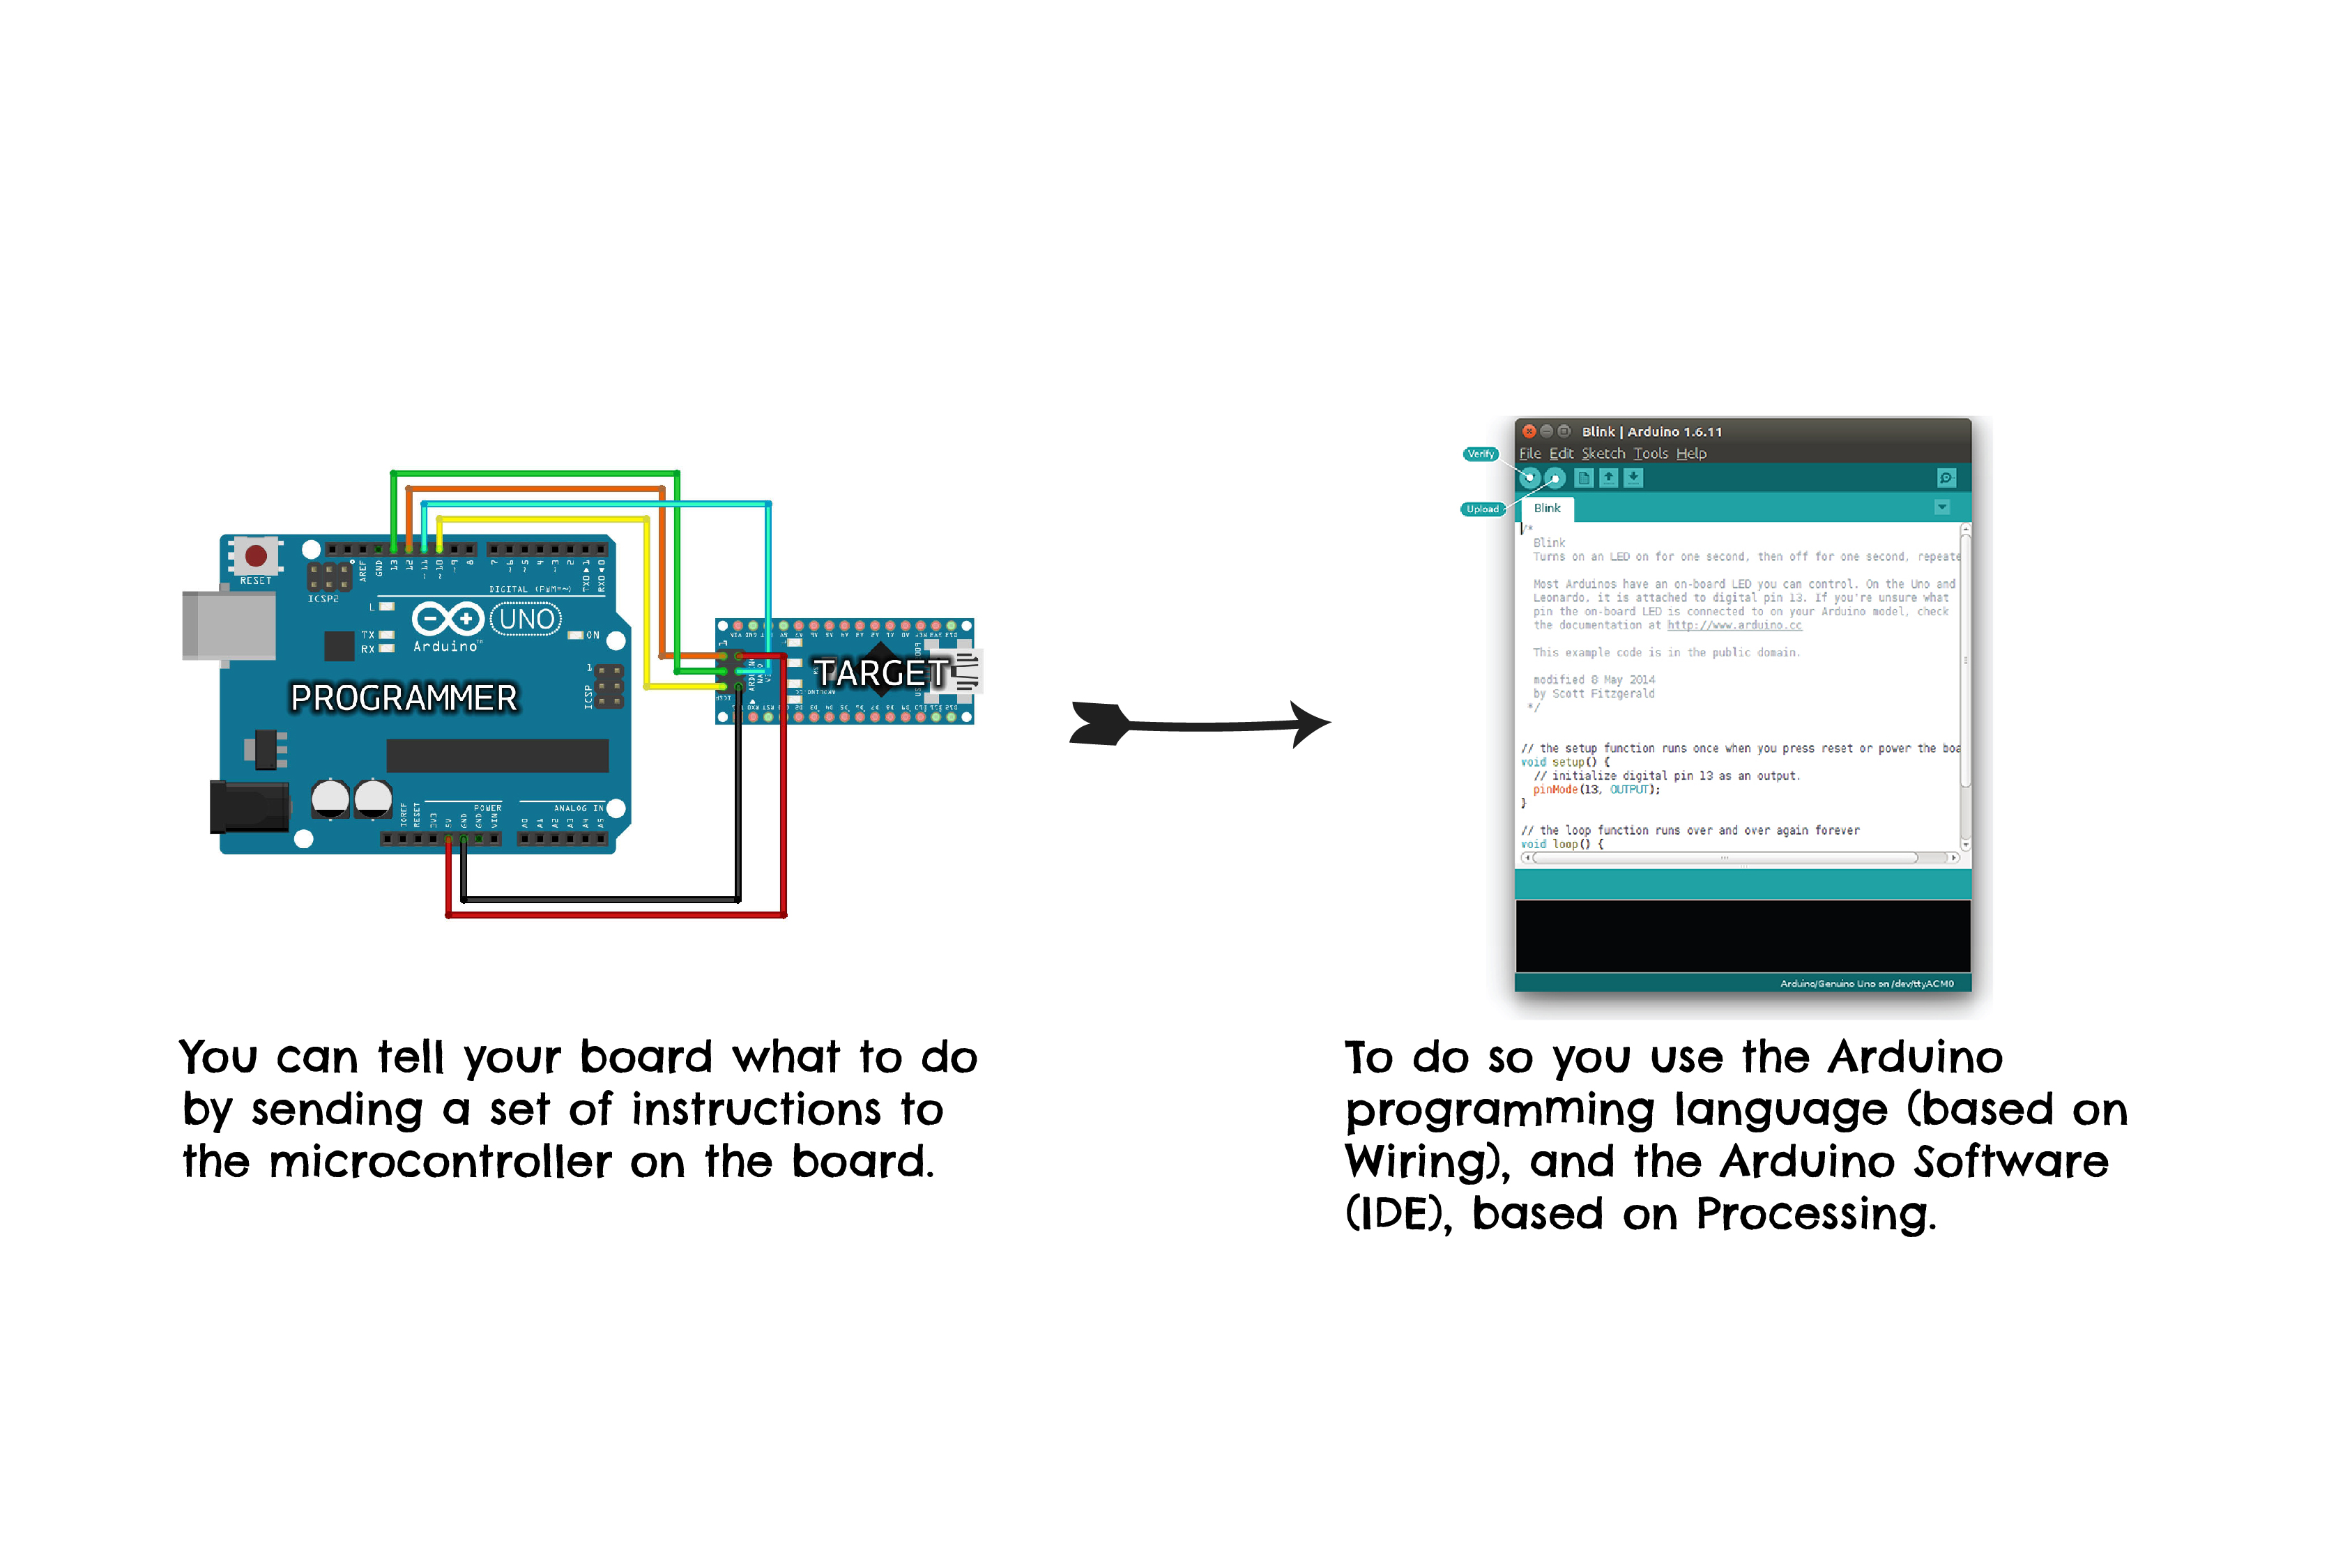 RESET
ICSP2
AREF
GND
13
12
~11
~10
~9
8
7
~6
~5
4
~3
2
TX0▶1
RX0◀0
DIGITAL (PWM=~)
L
TX
RX
ON
UNO
Arduino™
1
ICSP
PROGRAMMER
IOREF
RESET
3V3
5V
GND
GND
VIN
POWER
ANALOG IN
A0
A1
A2
A3
A4
A5
TARGET
You can tell your board what to do
by sending a set of instructions to
the microcontroller on the board.
Blink | Arduino 1.6.11
File Edit Sketch Tools Help
Verify
Upload
Blink
/*
Blink
Turns on an LED on for one second, then off for one second, repeate
Most Arduinos have an on-board LED you can control. On the Uno and
Leonardo, it is attached to digital pin 13. If you're unsure what
pin the on-board LED is connected to on your Arduino model, check
the documentation at http://www.arduino.cc
This example code is in the public domain.
modified 8 May 2014
by Scott Fitzgerald
*/
// the setup function runs once when you press reset or power the boa
void setup() {
// initialize digital pin 13 as an output.
pinMode(13, OUTPUT);
}
// the loop function runs over and over again forever
void loop() {
Arduino/Genuino Uno on /dev/ttyACM0
To do so you use the Arduino
programming language (based on
Wiring), and the Arduino Software
(IDE), based on Processing.